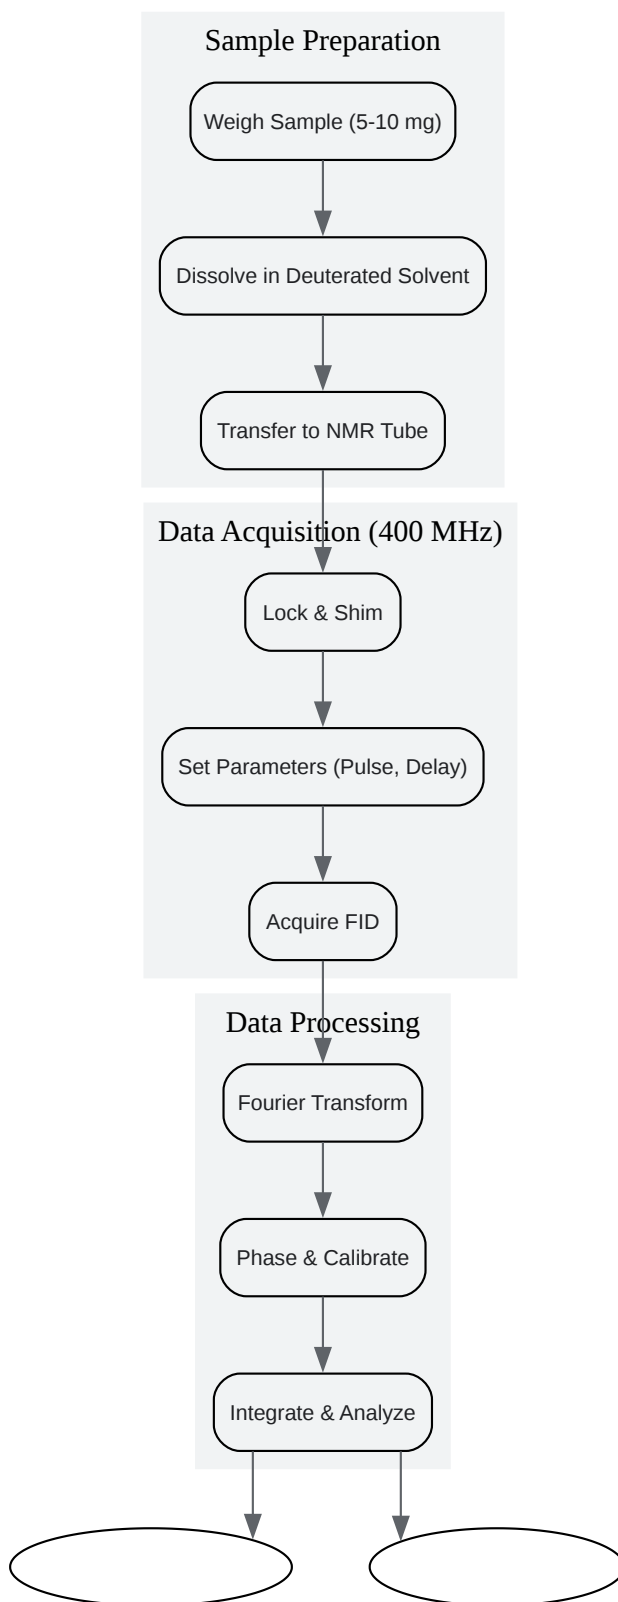 Sample Preparation
Weigh Sample (5-10 mg)
Dissolve in Deuterated Solvent
Transfer to NMR Tube
Data Acquisition (400 MHz)
Lock & Shim
Set Parameters (Pulse, Delay)
Acquire FID
Data Processing
Fourier Transform
Phase & Calibrate
Integrate & Analyze